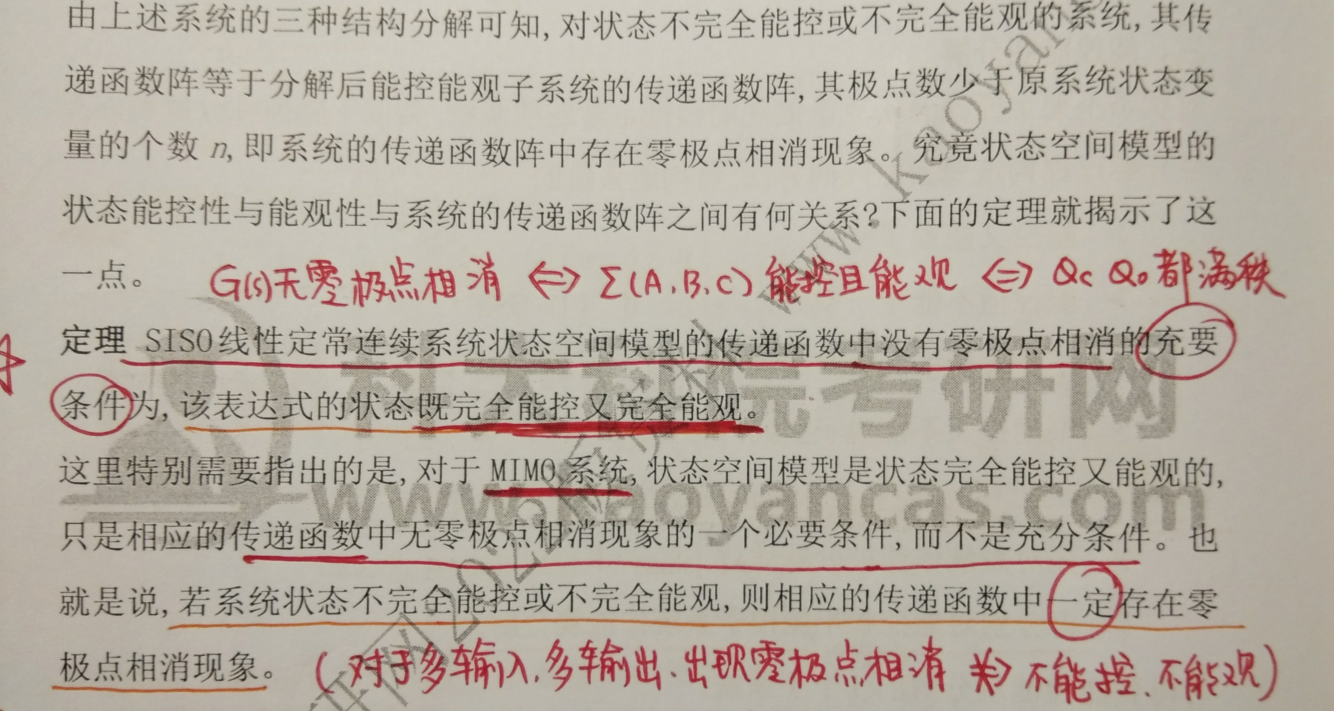 由上述系统的三种结构分解可知,对状态不完全能控或不完全能观的系统,其传
递函数阵等于分解后能控能观子系统的传递函数阵,其极点数少于原系统状态变
量的个数n,即系统的传递函数阵中存在零极点相消现象。究竟状态空间模型的
状态能控性与能观性与系统的传递函数阵之间有何关系?下面的定理就揭示了这
一点。
G(s)无零极点相消 ⇔ Σ(A,B,C) 能控且能观 ⇔ Qc Qo都满秩
定理 SISO线性定常连续系统状态空间模型的传递函数中没有零极点相消的充要
条件为,该表达式的状态既完全能控又完全能观。
这里特别需要指出的是,对于MIMO系统,状态空间模型是状态完全能控又能观的,
只是相应的传递函数中无零极点相消现象的一个必要条件,而不是充分条件。也
就是说,若系统状态不完全能控或不完全能观,则相应的传递函数中一定存在零
极点相消现象。
(对于多输入,多输出,出现零极点相消 ⇏ 不能控、不能观)
科大科院考研网
www.kaoyancas.com